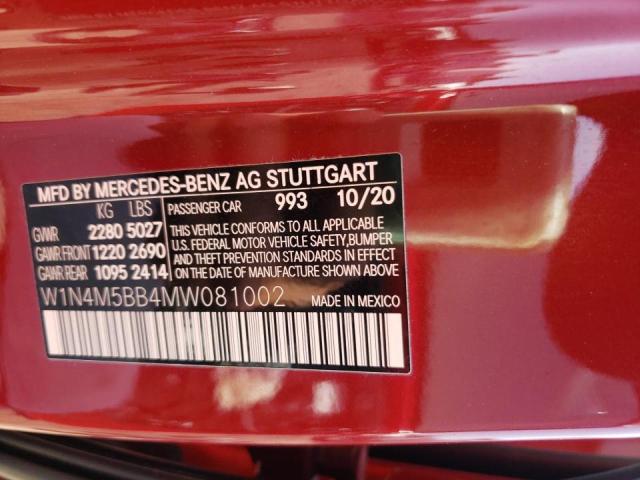 MFD BY MERCEDES-BENZ AG STUTTGART
KG LBS
GVWR 2280 5027
GAWR FRONT 1220 2690
GAWR REAR 1095 2414
PASSENGER CAR 993 10/20
THIS VEHICLE CONFORMS TO ALL APPLICABLE
U.S. FEDERAL MOTOR VEHICLE SAFETY, BUMPER
AND THEFT PREVENTION STANDARDS IN EFFECT
ON THE DATE OF MANUFACTURE SHOWN ABOVE.
W1N4M5BB4MW081002 MADE IN MEXICO